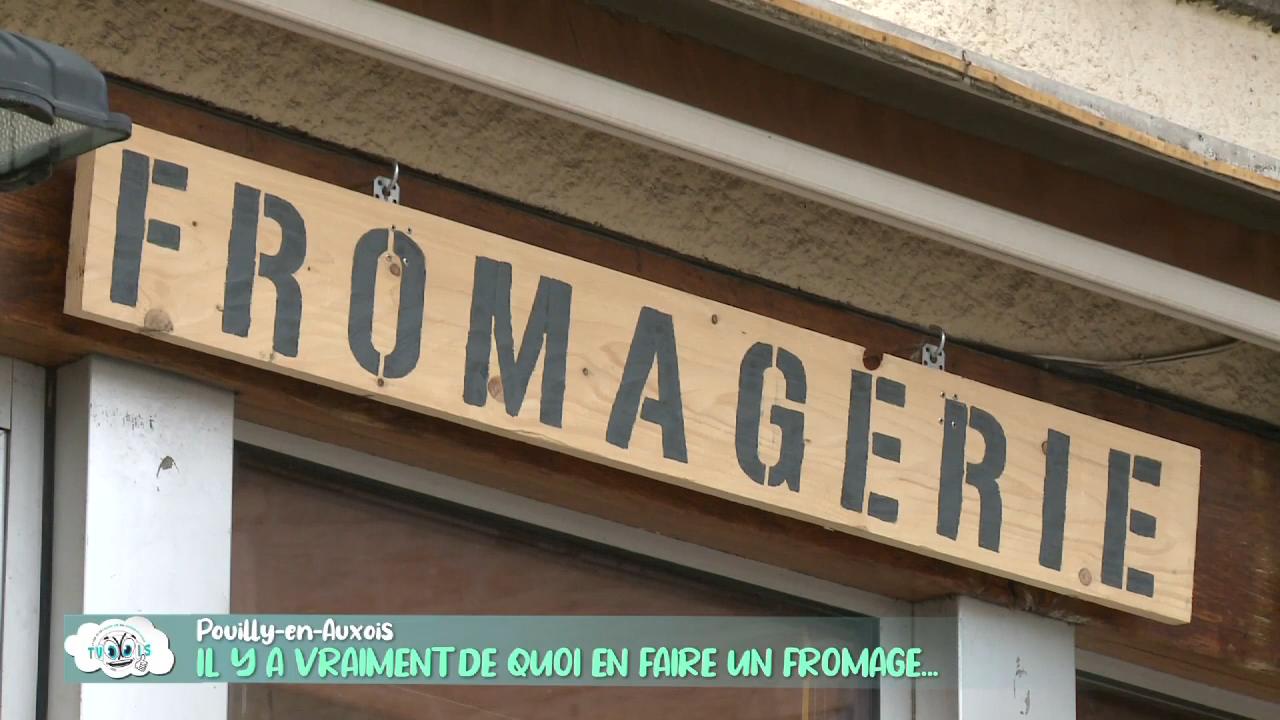 FROMAGERIE
Pouilly-en-Auxois
IL Y A VRAIMENT DE QUOI EN FAIRE UN FROMAGE...